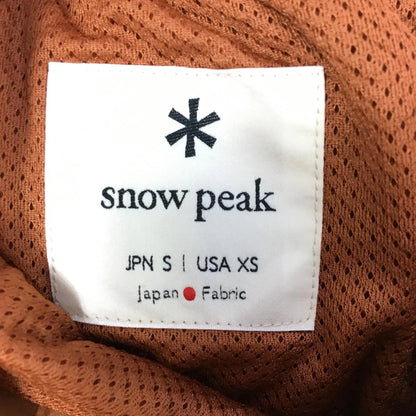 snow peak
JPN S | USA XS
Japan ● Fabric